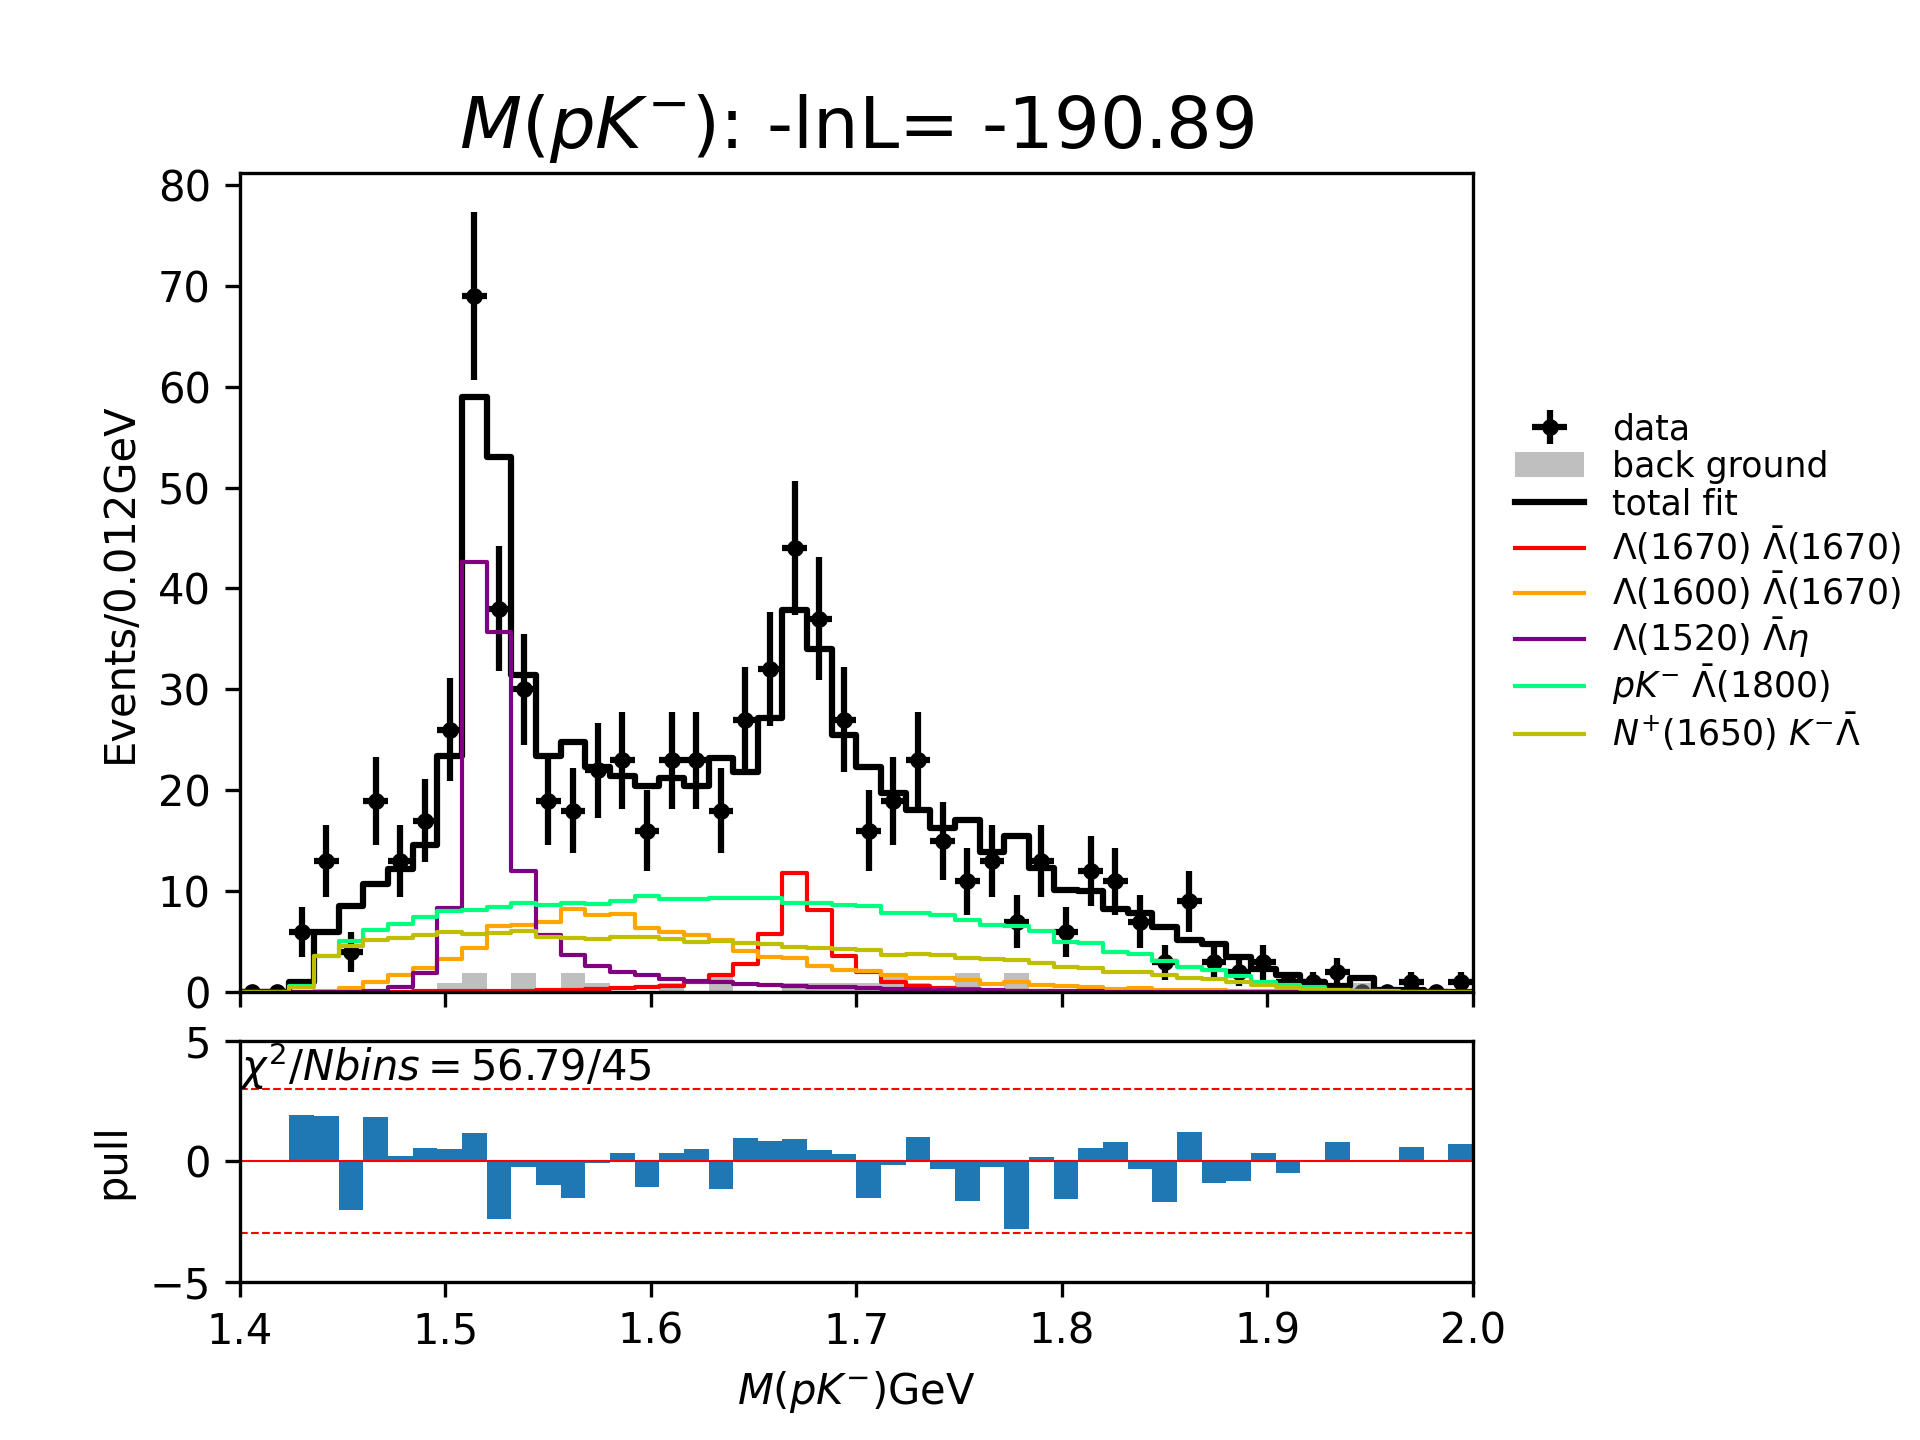 M(pK⁻): -lnL= -190.89
Events/0.012GeV
80
70
60
50
40
30
20
10
0
data
back ground
total fit
Λ(1670) Λ̄(1670)
Λ(1600) Λ̄(1670)
Λ(1520) Λ̄η
pK⁻ Λ̄(1800)
N⁺(1650) K⁻Λ̄
χ²/Nbins = 56.79/45
pull
5
0
−5
1.4 1.5 1.6 1.7 1.8 1.9 2.0
M(pK⁻)GeV